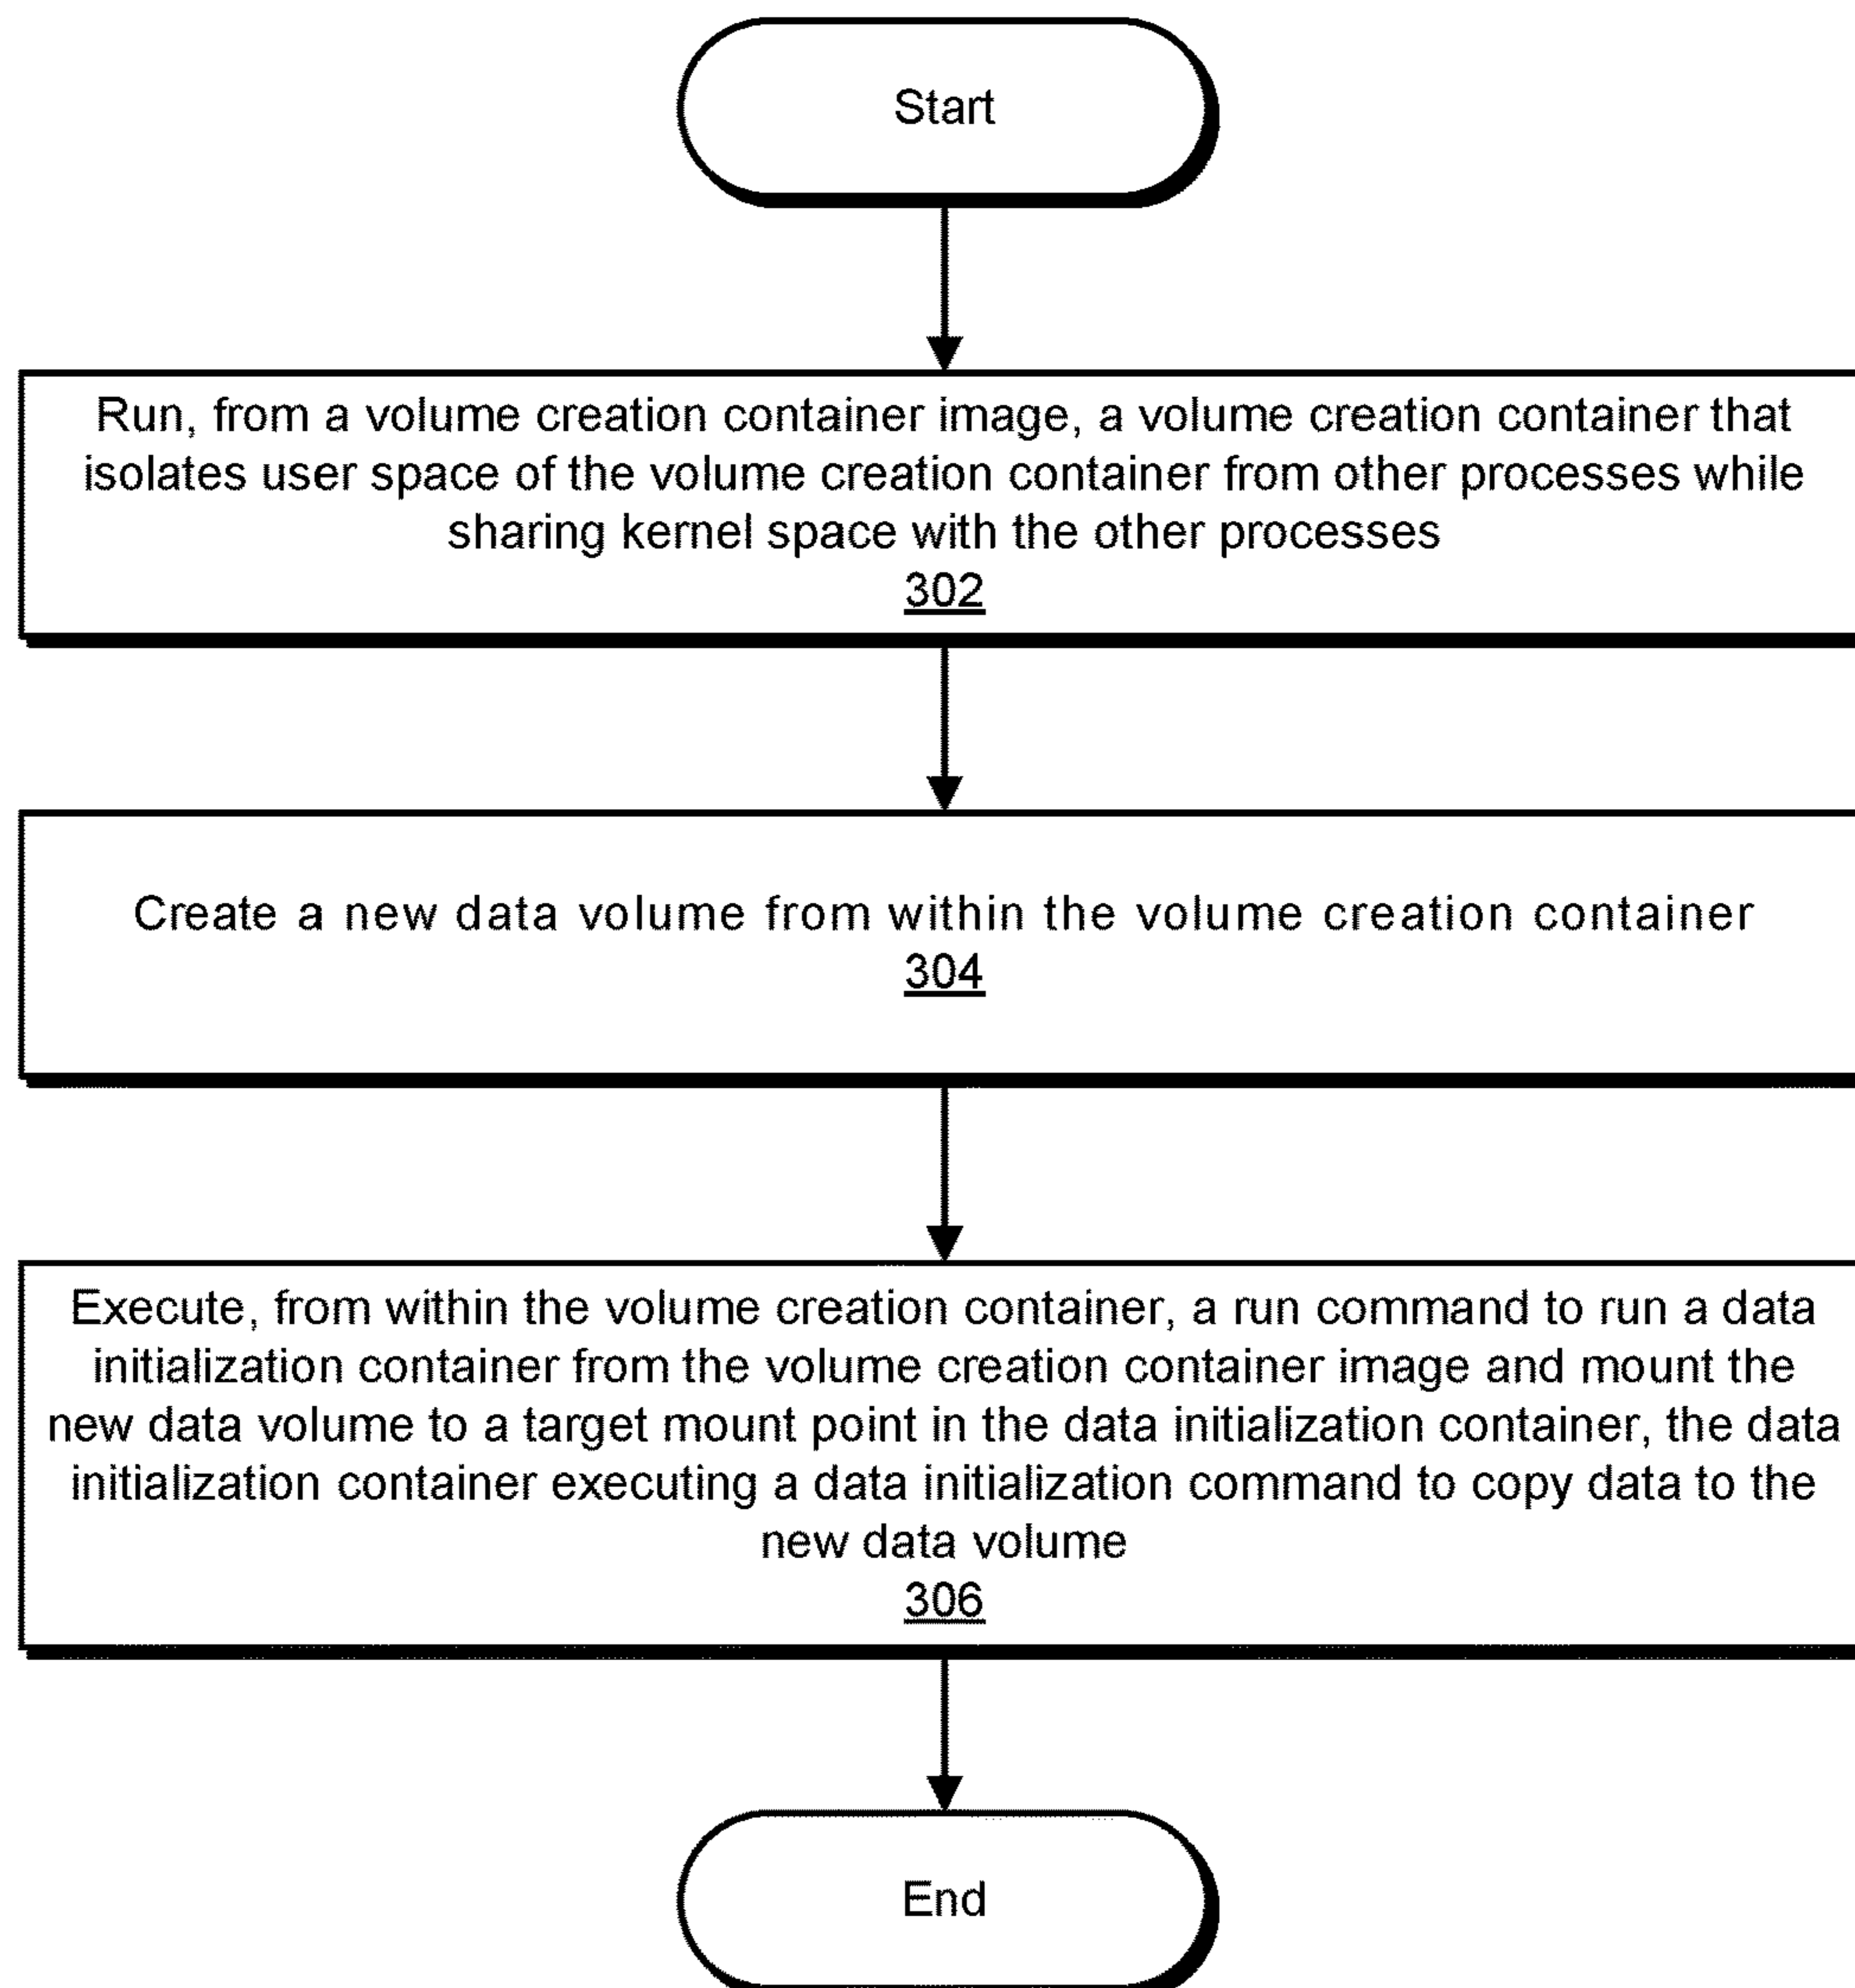 Start
Run, from a volume creation container image, a volume creation container that
isolates user space of the volume creation container from other processes while
sharing kernel space with the other processes
302
Create a new data volume from within the volume creation container
304
Execute, from within the volume creation container, a run command to run a data
initialization container from the volume creation container image and mount the
new data volume to a target mount point in the data initialization container, the data
initialization container executing a data initialization command to copy data to the
new data volume
306
End